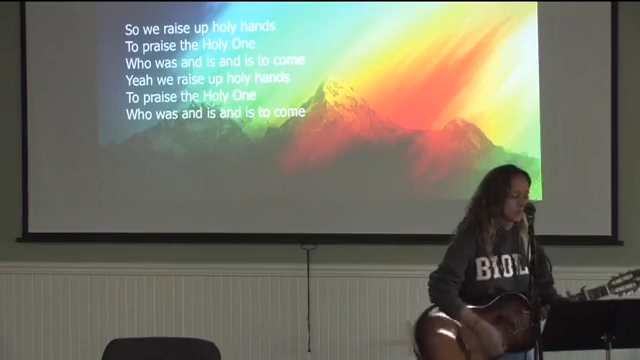 So we raise up holy hands
To praise the Holy One
Who was and is and is to come
Yeah we raise up holy hands
To praise the Holy One
Who was and is and is to come